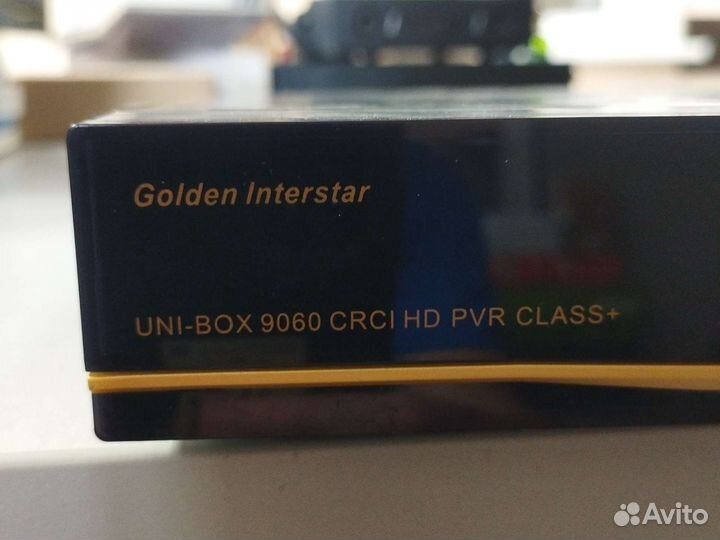 Golden Interstar
UNI-BOX 9060 CRCI HD PVR CLASS+
Avito